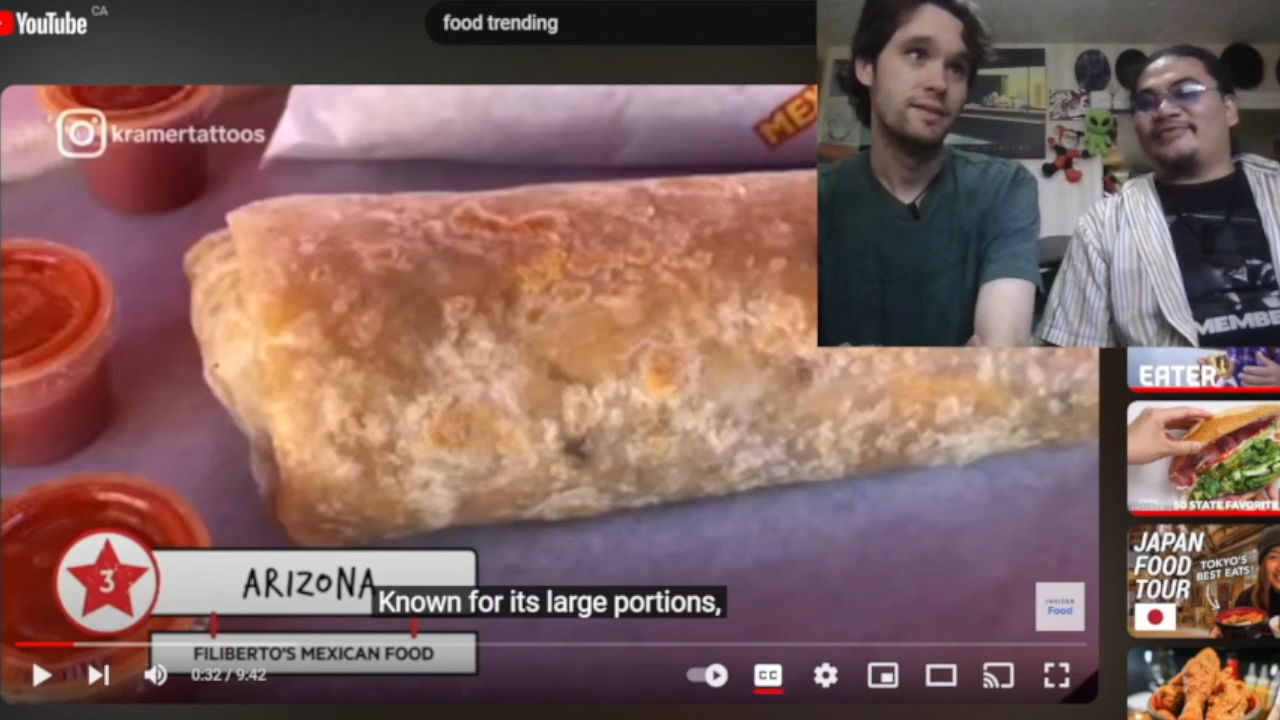 YouTube CA
food trending
kramertattoos
MEX
MEMBE
EATER
50 STATE FAVORITE
JAPAN
FOOD
TOUR
TOKYO'S
BEST EATS!
3
ARIZONA
Known for its large portions,
INSIDER
Food
FILIBERTO'S MEXICAN FOOD
0:32 / 9:42
CC